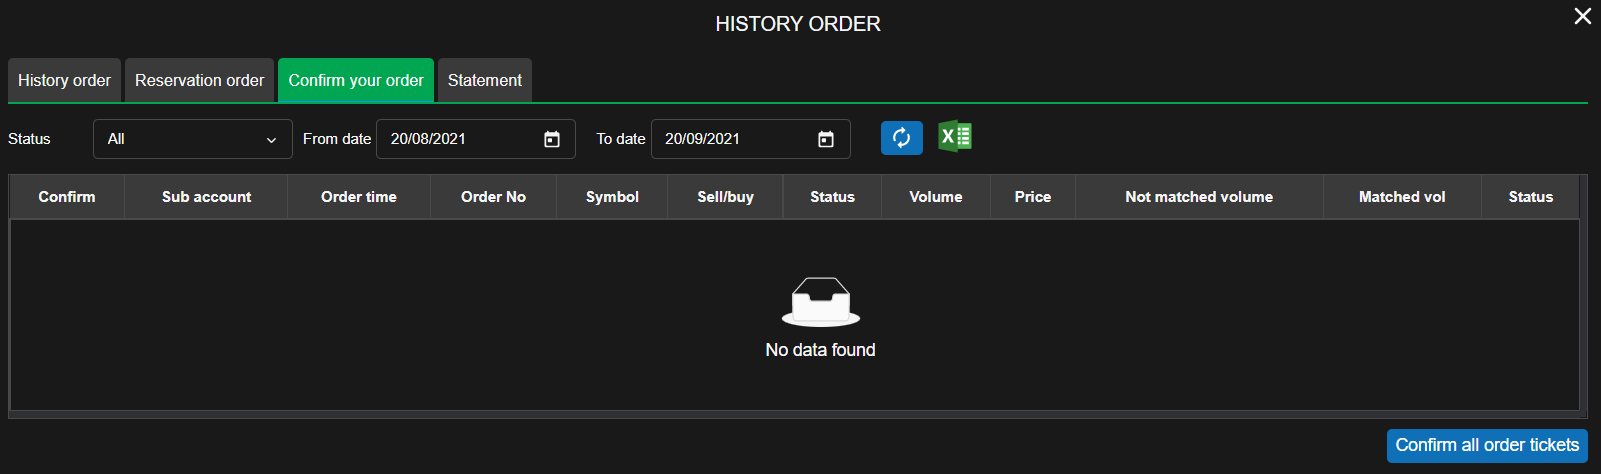 HISTORY ORDER
History order Reservation order Confirm your order Statement
Status All From date 20/08/2021 To date 20/09/2021
Confirm Sub account Order time Order No Symbol Sell/buy Status Volume Price Not matched volume Matched vol Status
No data found
Confirm all order tickets